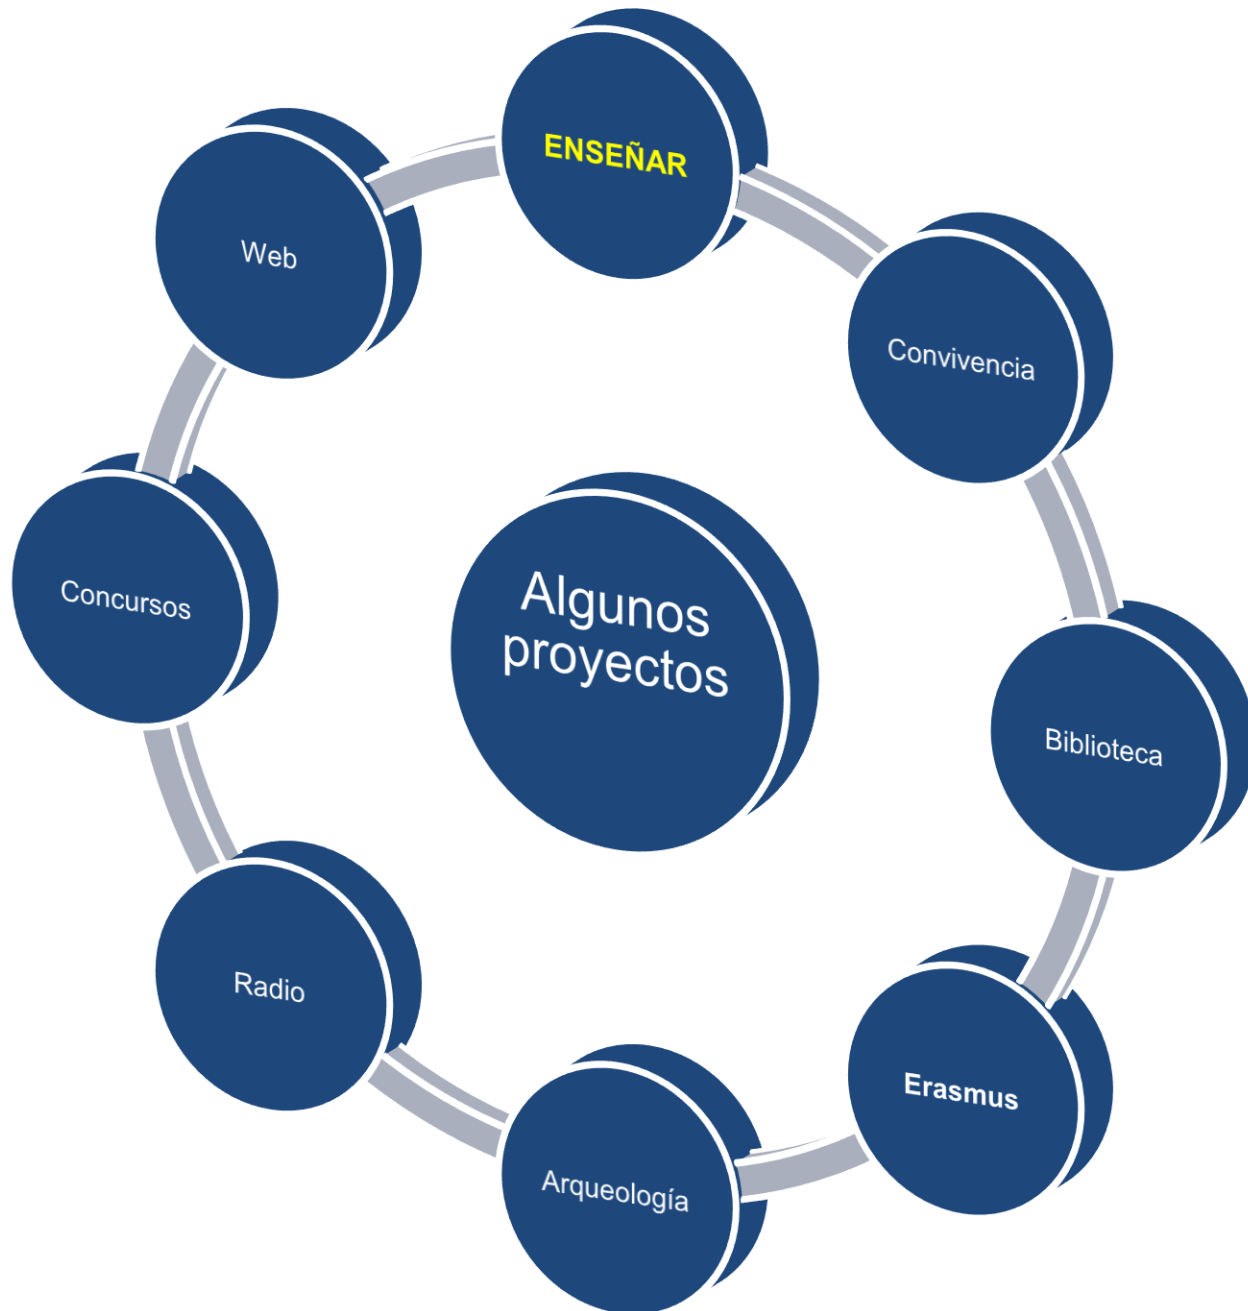 ENSEÑAR
Web
Convivencia
Concursos
Algunos
proyectos
Biblioteca
Radio
Erasmus
Arqueología